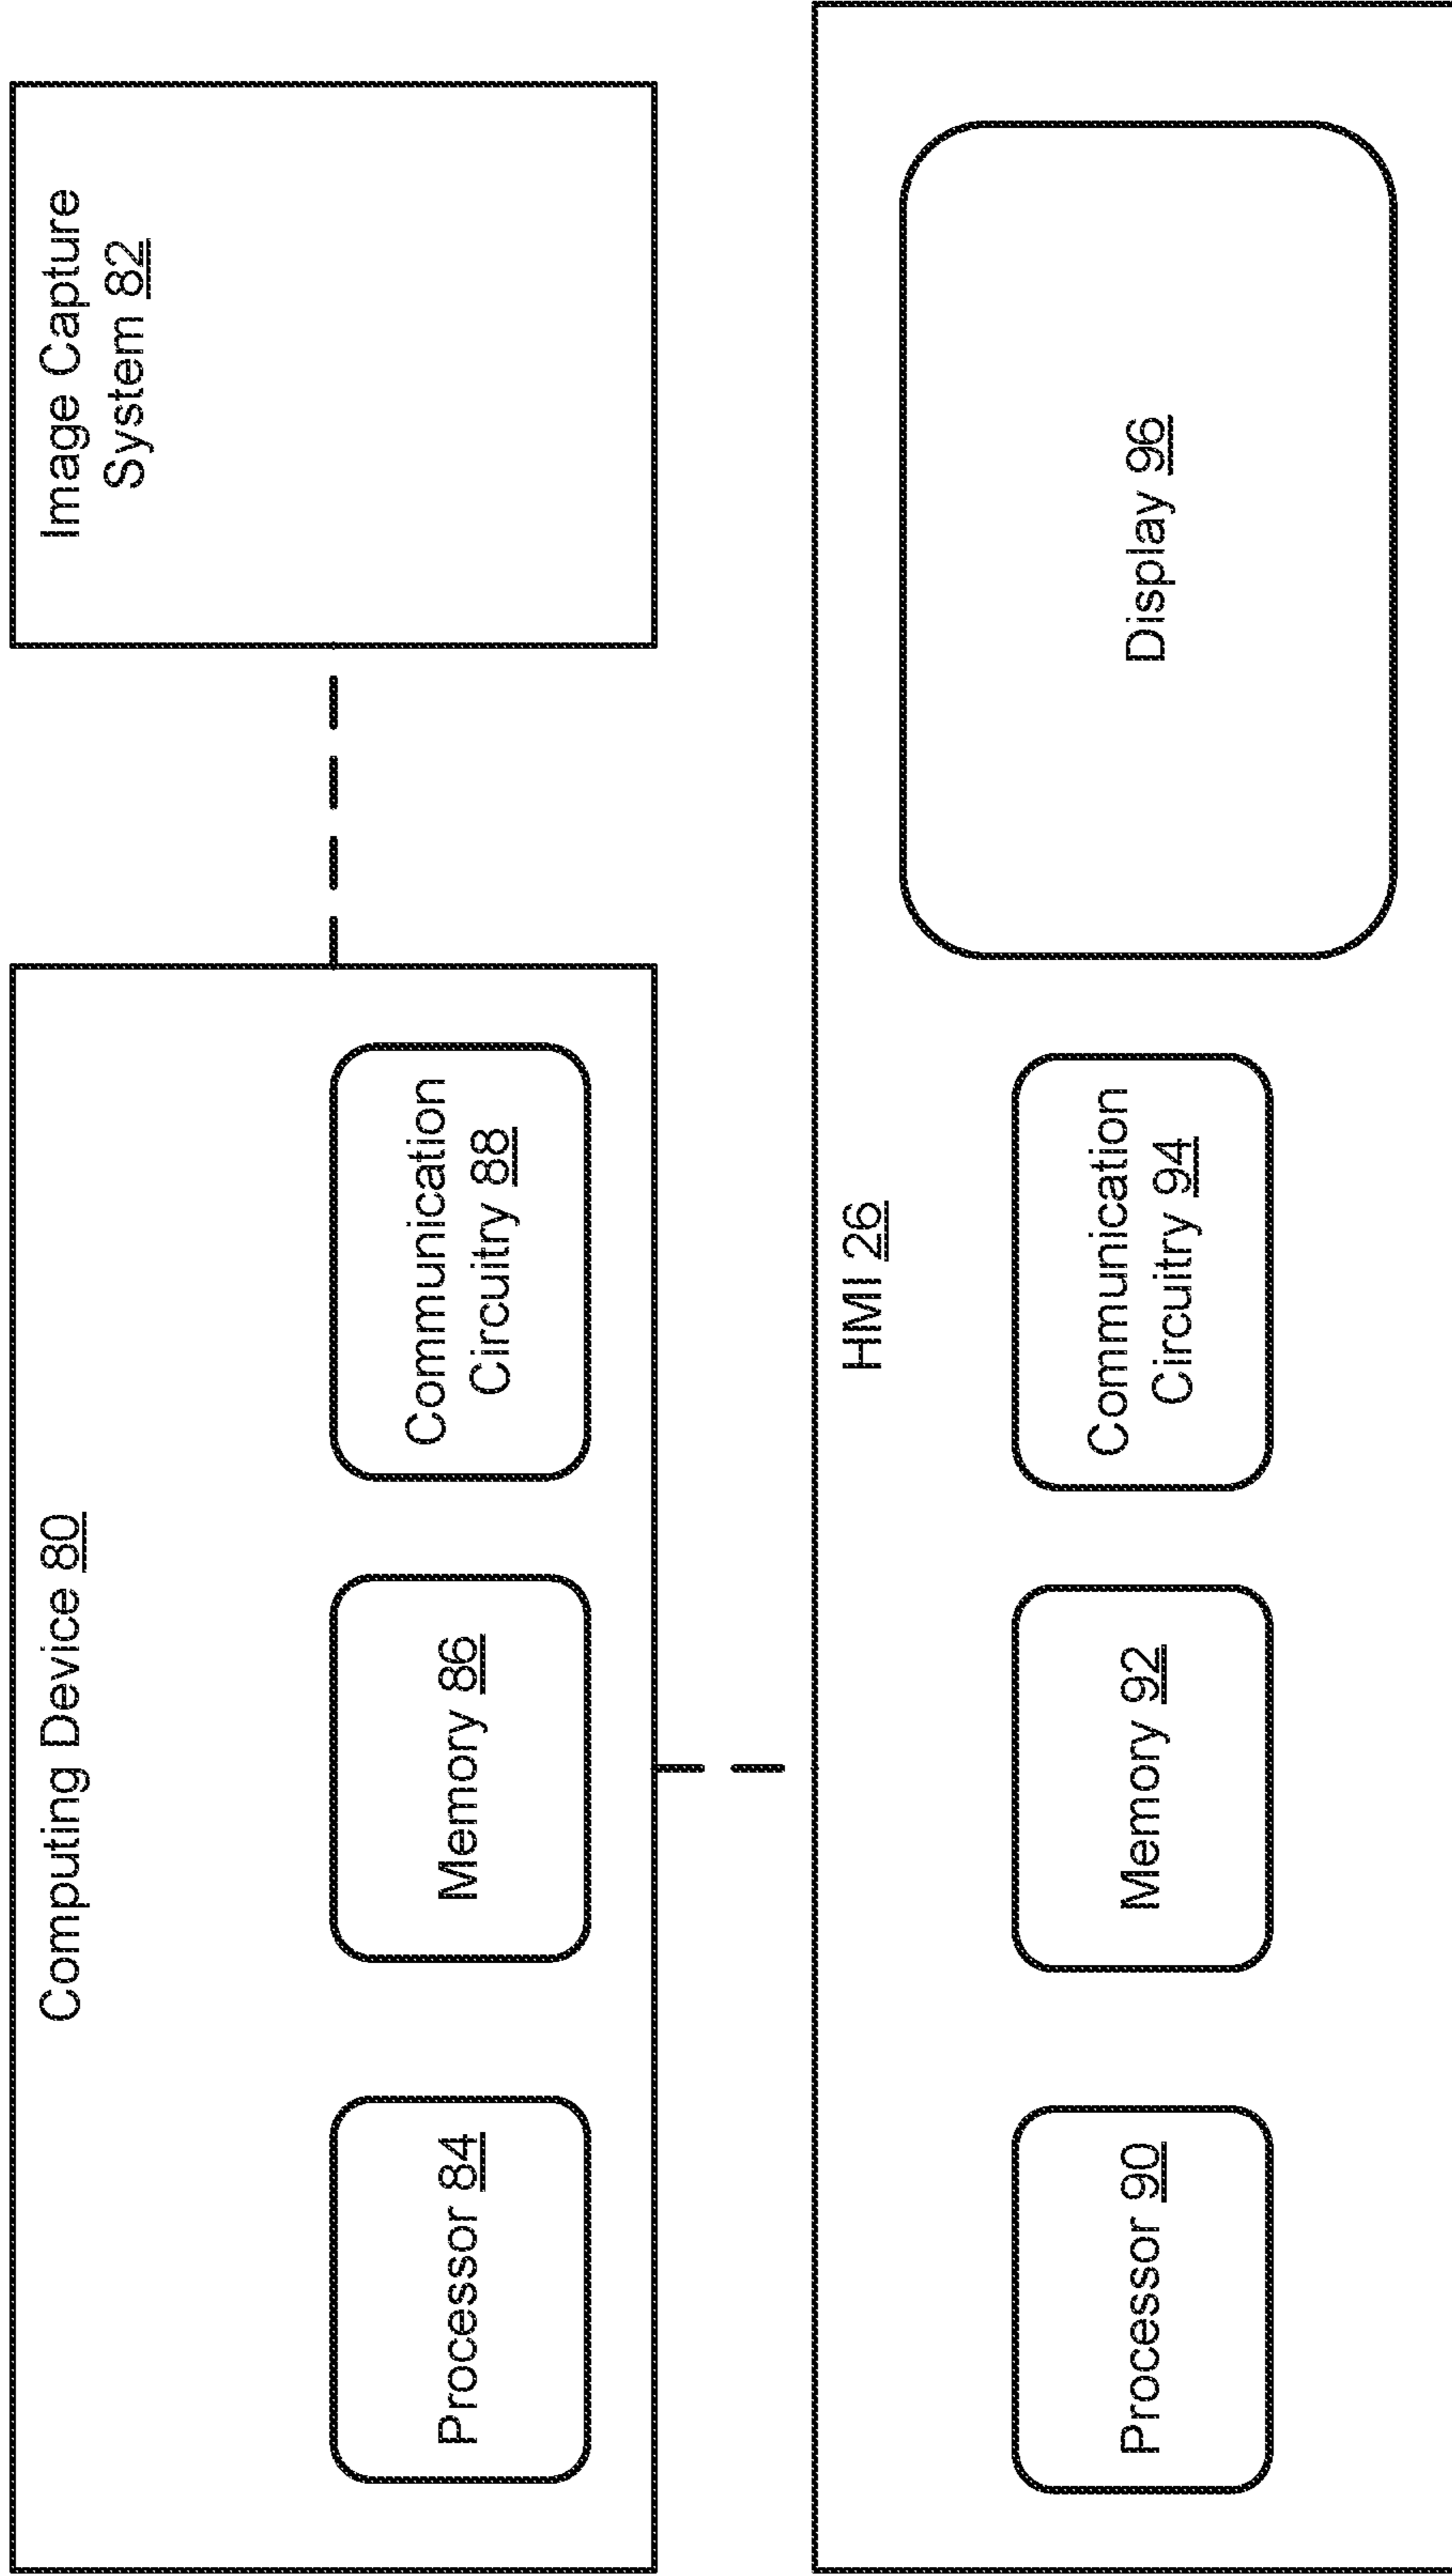 Computing Device 80
Processor 84
Memory 86
Communication
Circuitry 88
Image Capture
System 82
HMI 26
Processor 90
Memory 92
Communication
Circuitry 94
Display 96